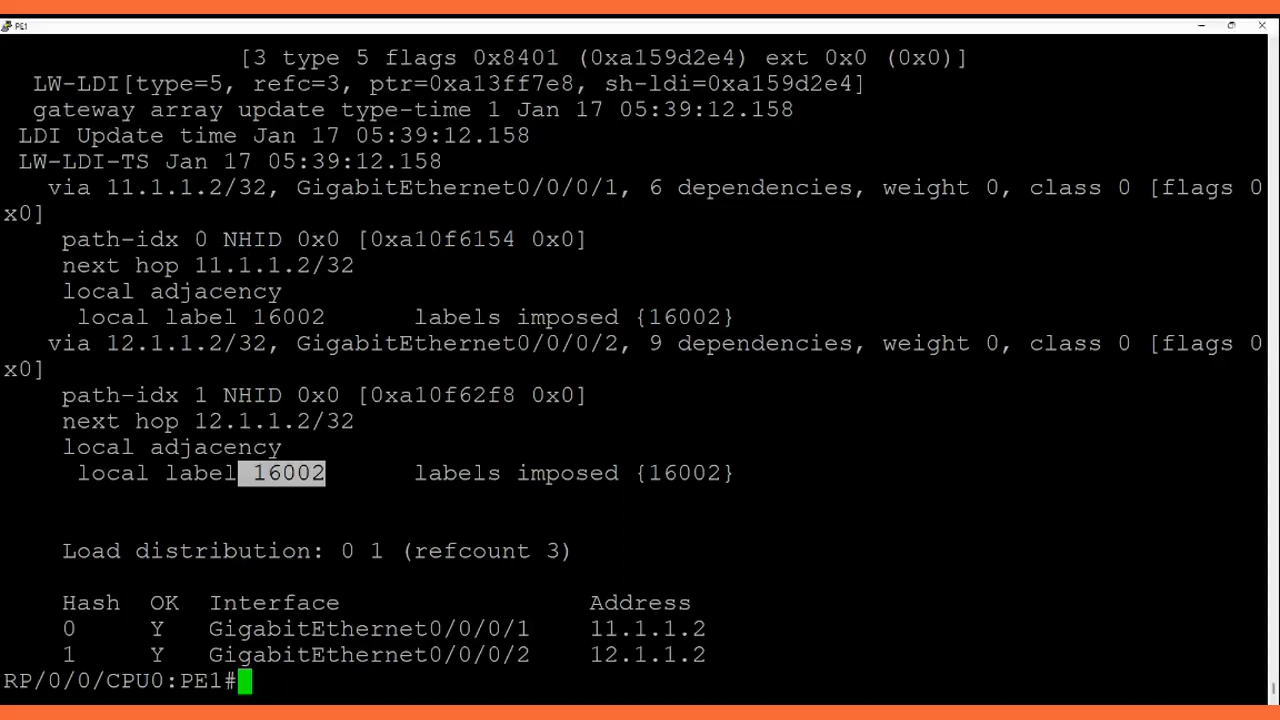 PE1
[3 type 5 flags 0x8401 (0xa159d2e4) ext 0x0 (0x0)]
LW-LDI[type=5, refc=3, ptr=0xa13ff7e8, sh-ldi=0xa159d2e4]
gateway array update type-time 1 Jan 17 05:39:12.158
LDI Update time Jan 17 05:39:12.158
LW-LDI-TS Jan 17 05:39:12.158
via 11.1.1.2/32, GigabitEthernet0/0/0/1, 6 dependencies, weight 0, class 0 [flags 0
x0]
path-idx 0 NHID 0x0 [0xa10f6154 0x0]
next hop 11.1.1.2/32
local adjacency
local label 16002 labels imposed {16002}
via 12.1.1.2/32, GigabitEthernet0/0/0/2, 9 dependencies, weight 0, class 0 [flags 0
x0]
path-idx 1 NHID 0x0 [0xa10f62f8 0x0]
next hop 12.1.1.2/32
local adjacency
local label 16002 labels imposed {16002}
Load distribution: 0 1 (refcount 3)
Hash OK Interface Address
0 Y GigabitEthernet0/0/0/1 11.1.1.2
1 Y GigabitEthernet0/0/0/2 12.1.1.2
RP/0/0/CPU0:PE1#